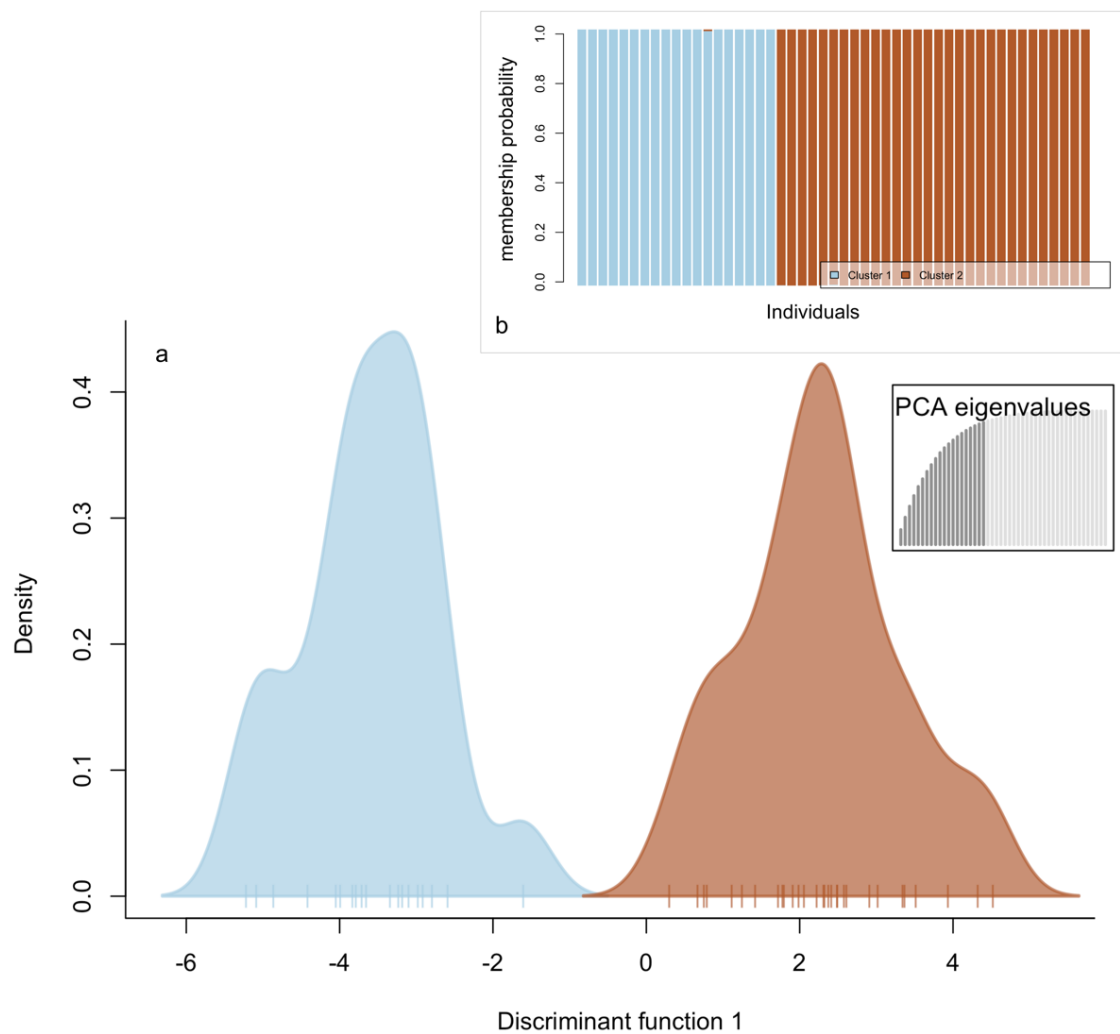 1.0
0.8
0.6
0.4
0.2
0.0
membership probability
Cluster 1 Cluster 2
Individuals
b
a
PCA eigenvalues
0.4
0.3
0.2
0.1
0.0
Density
-6 -4 -2 0 2 4
Discriminant function 1